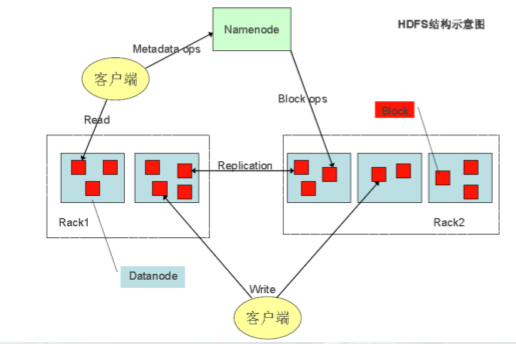 HDFS结构示意图
Namenode
Metadata ops
客户端
Block ops
Block
Read
Replication
Rack1
Rack2
Datanode
Write
客户端